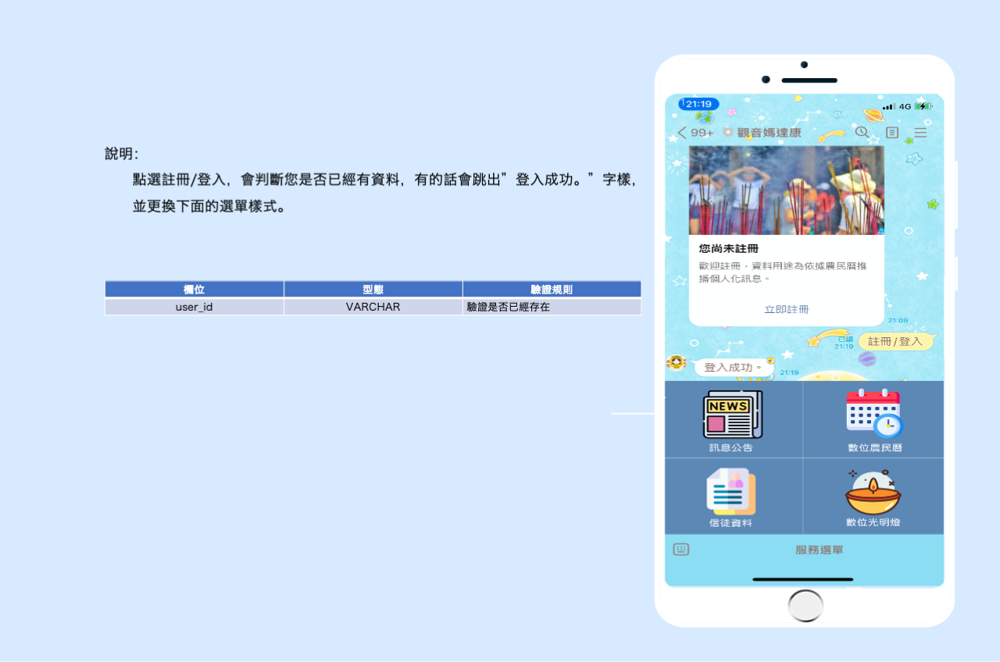 說明：
點選註冊/登入，會判斷您是否已經有資料，有的話會跳出”登入成功。”字樣，
並更換下面的選單樣式。
欄位 型態 驗證規則
user_id VARCHAR 驗證是否已經存在
21:19 4G
99+ 觀音媽達康
您尚未註冊
歡迎註冊，資料用途為依據農民曆推
播個人化訊息。
立即註冊
21:09
已讀
21:19
註冊/登入
登入成功。
21:19
NEWS
訊息公告 數位農民曆
信徒資料 數位光明燈
服務選單